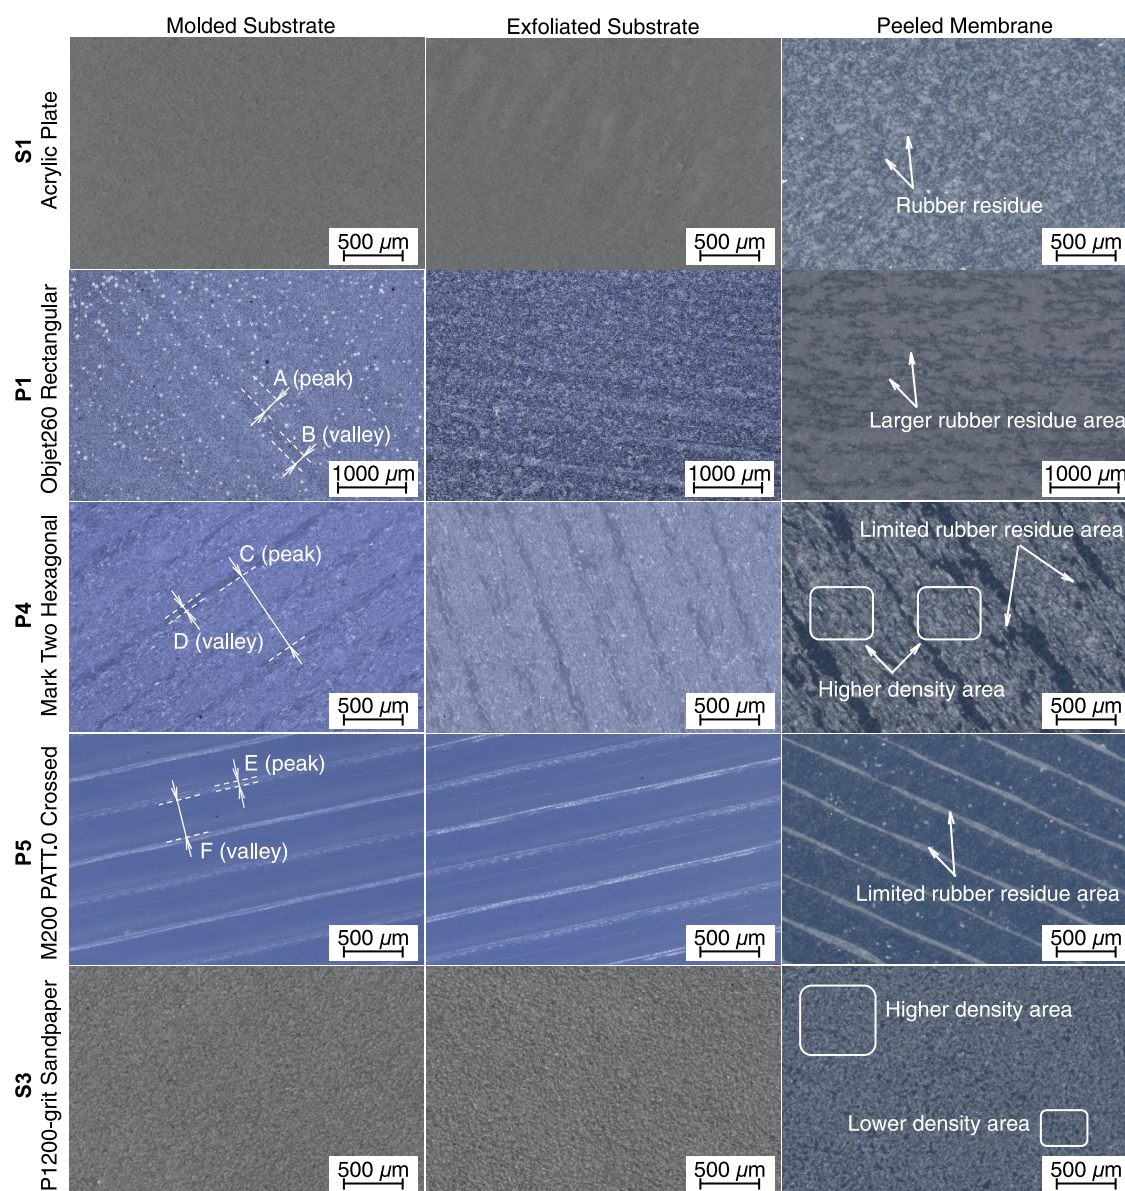 Molded Substrate
Exfoliated Substrate
Peeled Membrane
S1
Acrylic Plate
500 µm
500 µm
Rubber residue
500 µm
P1
Objet260 Rectangular
A (peak)
B (valley)
1000 µm
1000 µm
Larger rubber residue area
1000 µm
P4
Mark Two Hexagonal
C (peak)
D (valley)
500 µm
500 µm
Limited rubber residue area
Higher density area
500 µm
P5
M200 PATT.0 Crossed
E (peak)
F (valley)
500 µm
500 µm
Limited rubber residue area
500 µm
S3
P1200-grit Sandpaper
500 µm
500 µm
Higher density area
Lower density area
500 µm